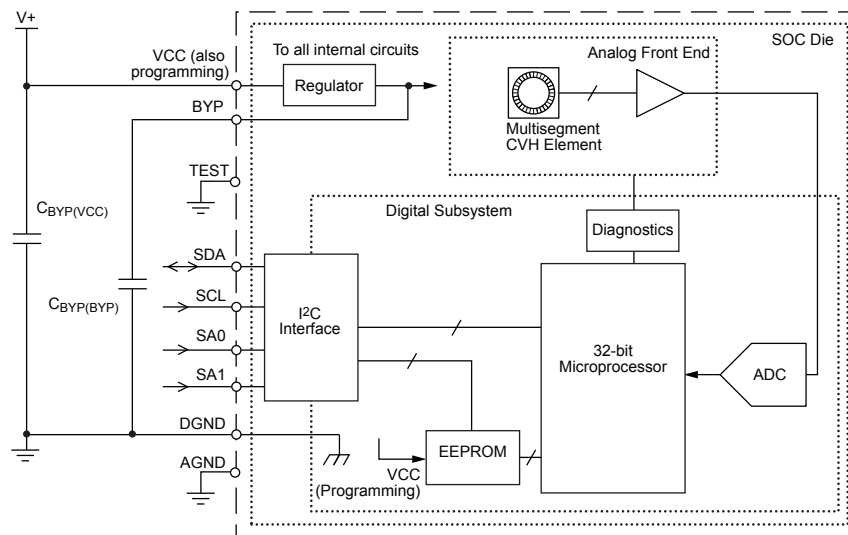 V+
VCC (also
programming)
To all internal circuits
Regulator
BYP
Analog Front End
SOC Die
Multisegment
CVH Element
TEST
CBYP(VCC)
Digital Subsystem
Diagnostics
SDA
CBYP(BYP)
SCL
I2C
Interface
SA0
SA1
32-bit
Microprocessor
ADC
DGND
EEPROM
VCC
(Programming)
AGND